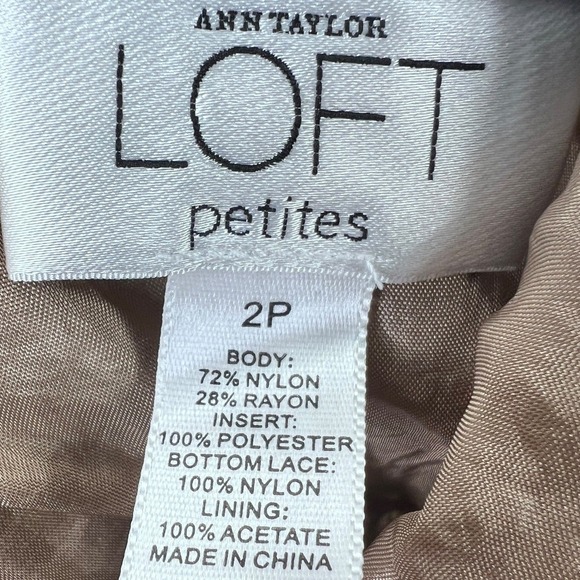 ANN TAYLOR
LOFT
petites
2P
BODY:
72% NYLON
28% RAYON
INSERT:
100% POLYESTER
BOTTOM LACE:
100% NYLON
LINING:
100% ACETATE
MADE IN CHINA